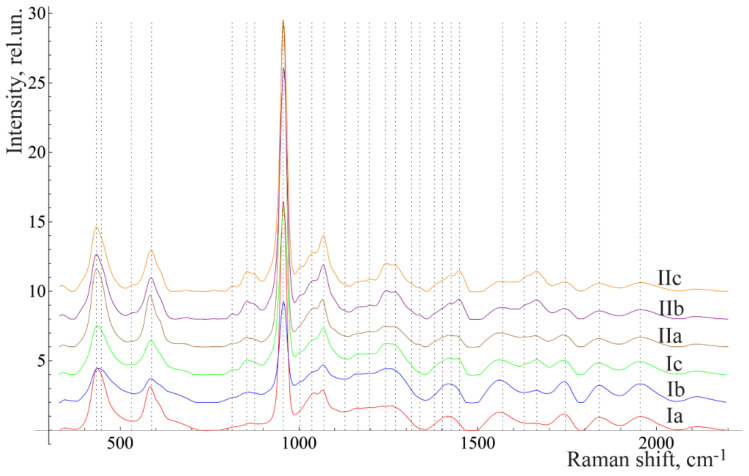 Intensity, rel.un.
30
25
20
15
10
5
IIc
IIb
IIa
Ic
Ib
Ia
500
1000
1500
2000
Raman shift, cm-1